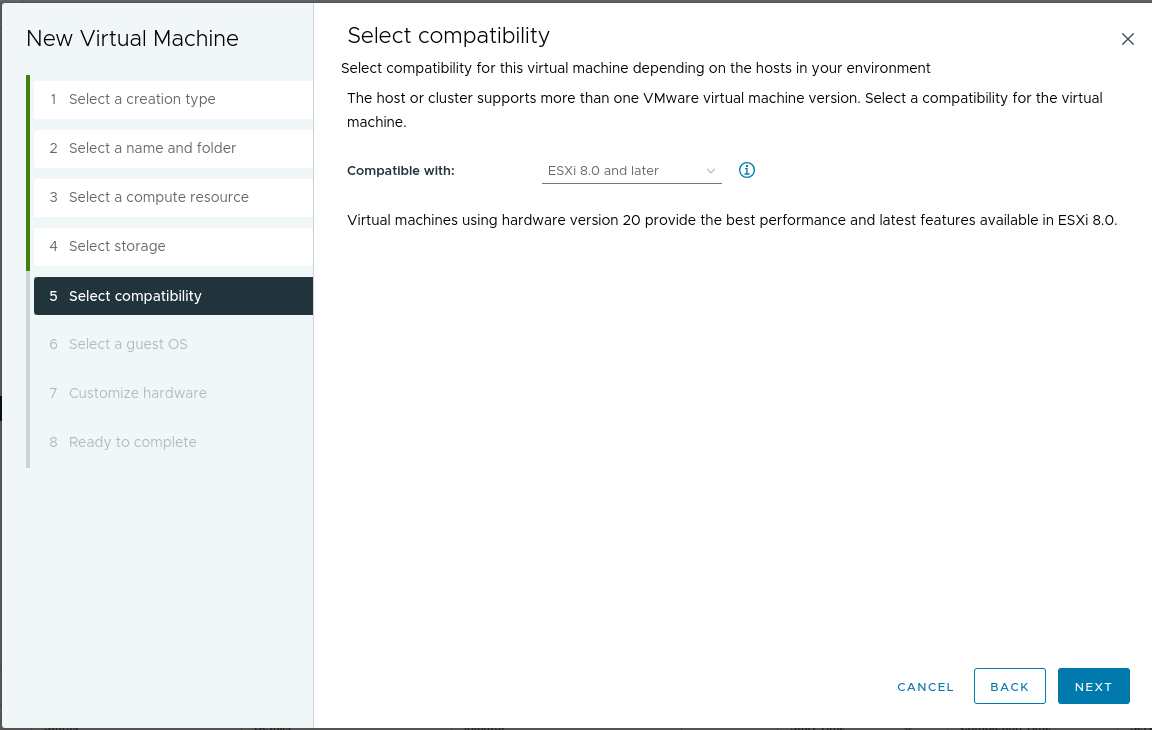 New Virtual Machine
1 Select a creation type
2 Select a name and folder
3 Select a compute resource
4 Select storage
5 Select compatibility
6 Select a guest OS
7 Customize hardware
8 Ready to complete
Select compatibility
Select compatibility for this virtual machine depending on the hosts in your environment
The host or cluster supports more than one VMware virtual machine version. Select a compatibility for the virtual
machine.
Compatible with: ESXi 8.0 and later
Virtual machines using hardware version 20 provide the best performance and latest features available in ESXi 8.0.
CANCEL BACK NEXT